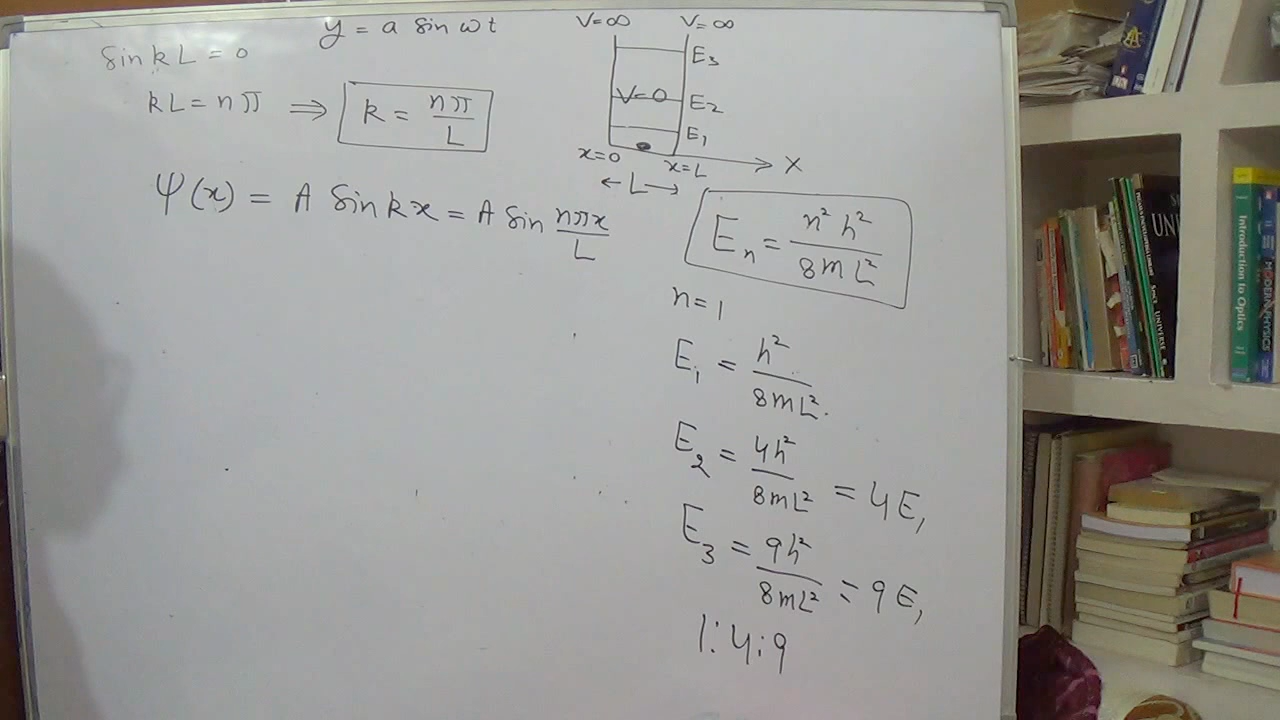 y = a sin ωt
sin kL = 0
kL = nπ ⇒ k = nπ/L
ψ(x) = A sin kx = A sin nπx/L
V=∞ V=∞
E3
V=0 E2
E1
x=0 x=L X
← L →
En = n²h²/8mL²
n=1
E1 = h²/8mL².
E2 = 4h²/8mL² = 4E1
E3 = 9h²/8mL² = 9E1
1:4:9
UNIVERSE
Introduction to Optics
MODERN PHYSICS